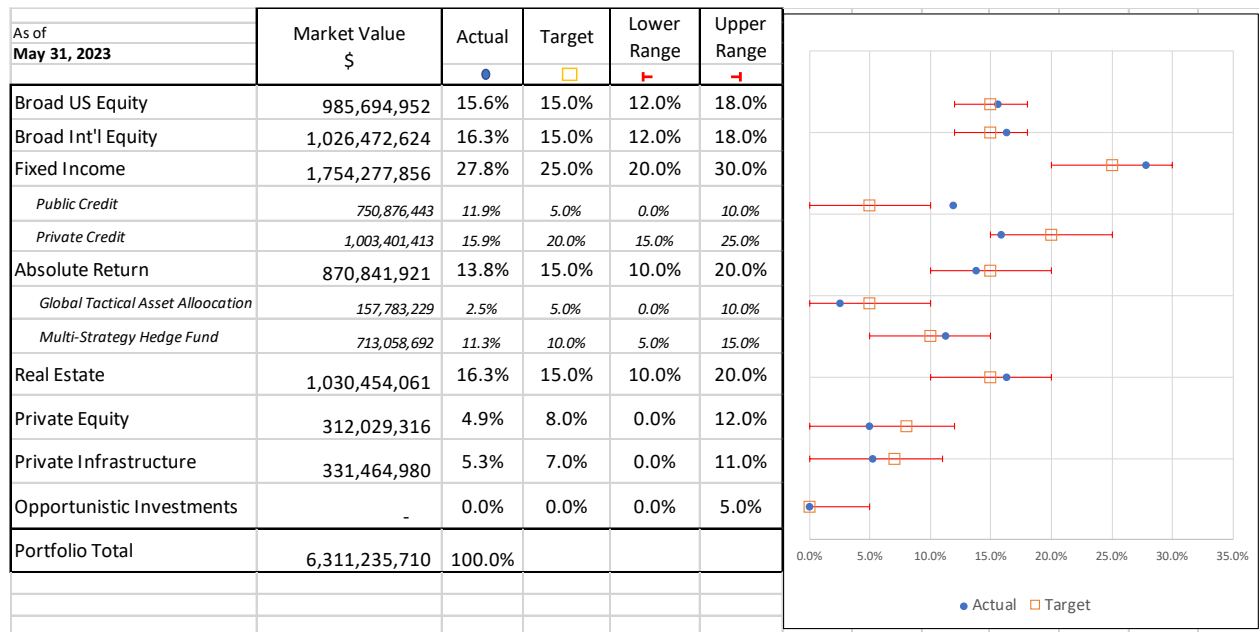 As of
May 31, 2023
Market Value
$
Actual
Target
Lower
Range
Upper
Range
Broad US Equity 985,694,952 15.6% 15.0% 12.0% 18.0%
Broad Int'l Equity 1,026,472,624 16.3% 15.0% 12.0% 18.0%
Fixed Income 1,754,277,856 27.8% 25.0% 20.0% 30.0%
Public Credit 750,876,443 11.9% 5.0% 0.0% 10.0%
Private Credit 1,003,401,413 15.9% 20.0% 15.0% 25.0%
Absolute Return 870,841,921 13.8% 15.0% 10.0% 20.0%
Global Tactical Asset Alloocation 157,783,229 2.5% 5.0% 0.0% 10.0%
Multi-Strategy Hedge Fund 713,058,692 11.3% 10.0% 5.0% 15.0%
Real Estate 1,030,454,061 16.3% 15.0% 10.0% 20.0%
Private Equity 312,029,316 4.9% 8.0% 0.0% 12.0%
Private Infrastructure 331,464,980 5.3% 7.0% 0.0% 11.0%
Opportunistic Investments - 0.0% 0.0% 0.0% 5.0%
Portfolio Total 6,311,235,710 100.0%
0.0% 5.0% 10.0% 15.0% 20.0% 25.0% 30.0% 35.0%
Actual Target